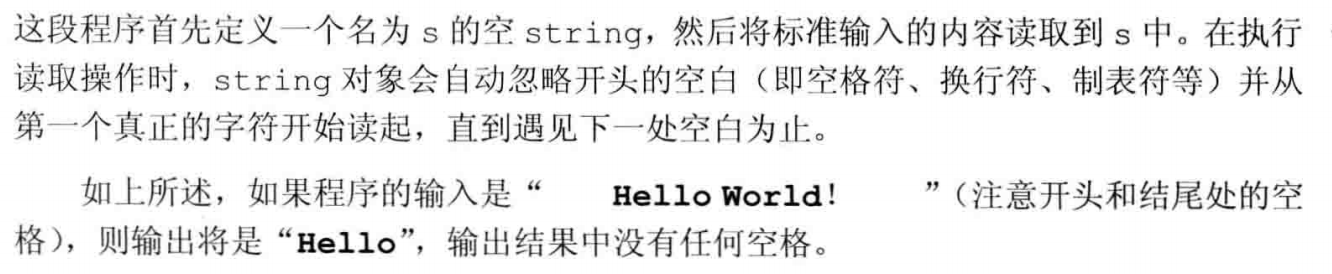 这段程序首先定义一个名为 s 的空 string，然后将标准输入的内容读取到 s 中。在执行
读取操作时，string 对象会自动忽略开头的空白（即空格符、换行符、制表符等）并从
第一个真正的字符开始读起，直到遇见下一处空白为止。
如上所述，如果程序的输入是“    Hello World!    ”（注意开头和结尾处的空
格），则输出将是“Hello”，输出结果中没有任何空格。